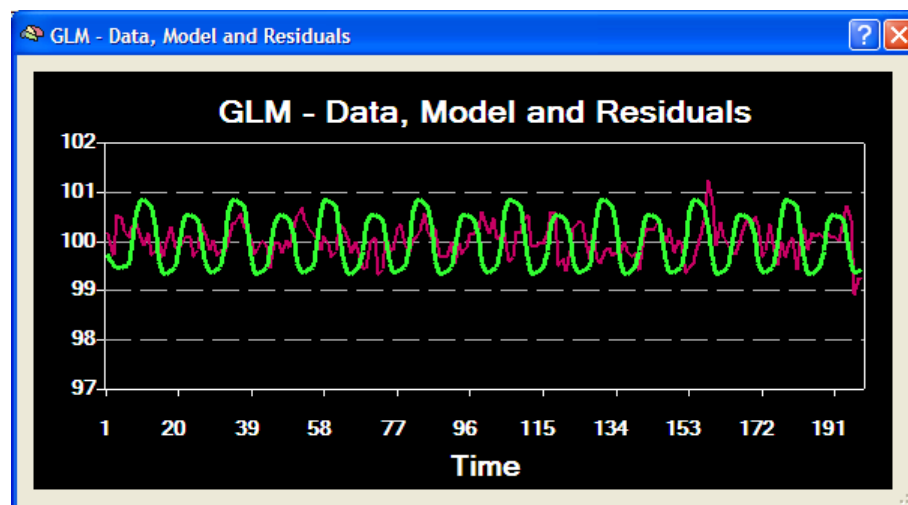 GLM - Data, Model and Residuals
GLM - Data, Model and Residuals
102
101
100
99
98
97
1 20 39 58 77 96 115 134 153 172 191
Time